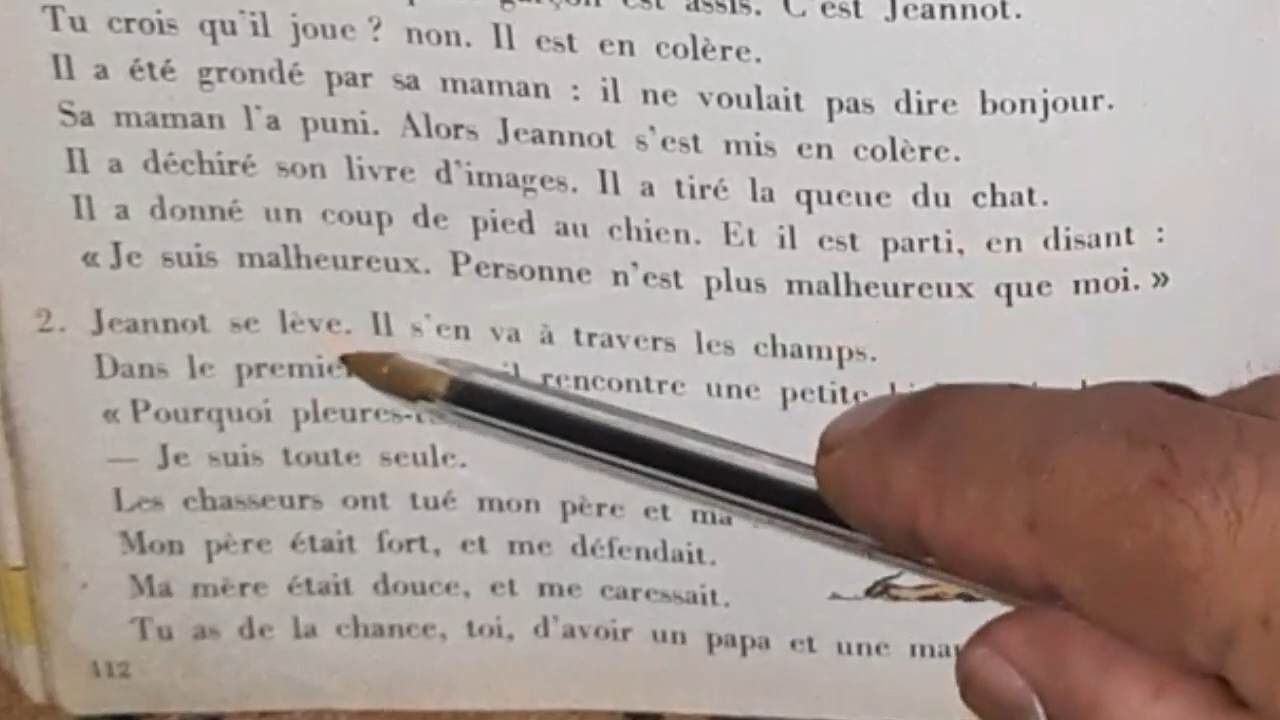 est assis. C'est Jeannot.
Tu crois qu'il joue ? non. Il est en colère.
Il a été grondé par sa maman : il ne voulait pas dire bonjour.
Sa maman l'a puni. Alors Jeannot s'est mis en colère.
Il a déchiré son livre d'images. Il a tiré la queue du chat.
Il a donné un coup de pied au chien. Et il est parti, en disant :
« Je suis malheureux. Personne n'est plus malheureux que moi. »
2. Jeannot se lève. Il s'en va à travers les champs.
Dans le premier il rencontre une petite
« Pourquoi pleures-
— Je suis toute seule.
Les chasseurs ont tué mon père et ma
Mon père était fort, et me défendait.
Ma mère était douce, et me caressait.
Tu as de la chance, toi, d'avoir un papa et une
112